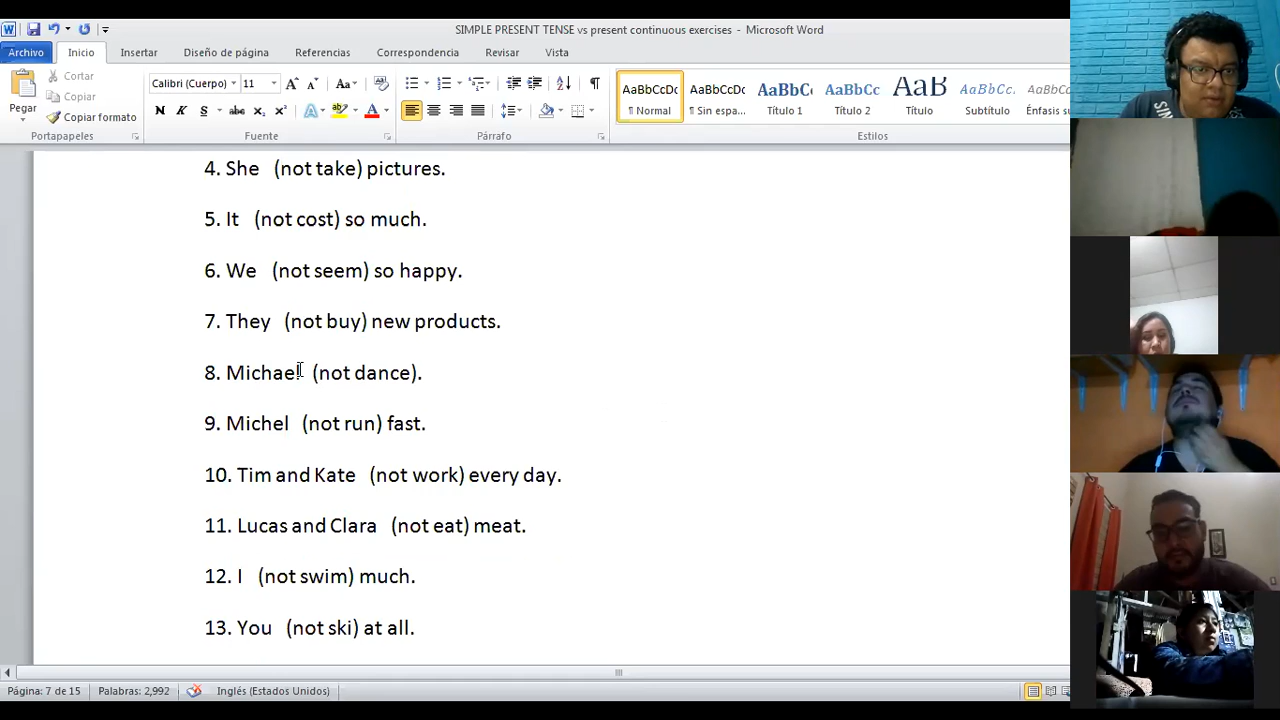 SIMPLE PRESENT TENSE vs present continuous exercises - Microsoft Word
Archivo Inicio Insertar Diseño de página Referencias Correspondencia Revisar Vista
Pegar
Cortar
Copiar
Copiar formato
Calibri (Cuerpo) 11
N K S abc x₂ x² A A
AaBbCcDc AaBbCcDc AaBbC AaBbCc AaB AaBbCc. AaBbCcDc
¶ Normal ¶ Sin espa... Título 1 Título 2 Título Subtítulo Énfasis
Portapapeles Fuente Párrafo Estilos
4. She (not take) pictures.
5. It (not cost) so much.
6. We (not seem) so happy.
7. They (not buy) new products.
8. Michael (not dance).
9. Michel (not run) fast.
10. Tim and Kate (not work) every day.
11. Lucas and Clara (not eat) meat.
12. I (not swim) much.
13. You (not ski) at all.
Página: 7 de 15 Palabras: 2,992 Inglés (Estados Unidos)